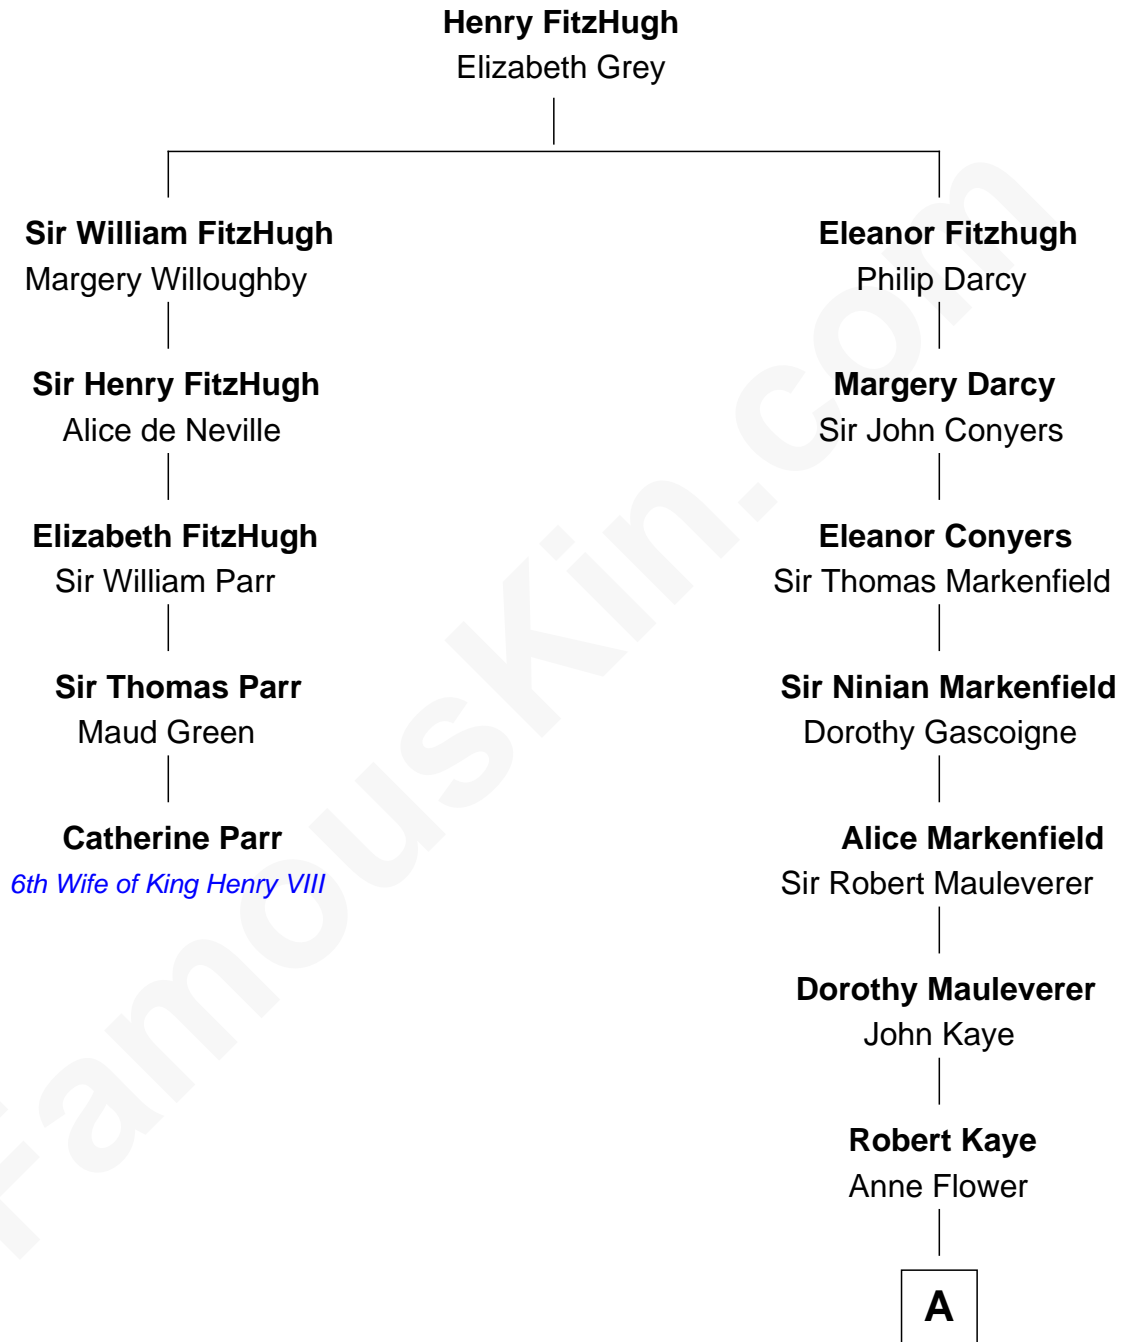 Henry FitzHugh
Elizabeth Grey
Sir William FitzHugh
Margery Willoughby
Sir Henry FitzHugh
Alice de Neville
Elizabeth FitzHugh
Sir William Parr
Sir Thomas Parr
Maud Green
Catherine Parr
6th Wife of King Henry VIII
Eleanor Fitzhugh
Philip Darcy
Margery Darcy
Sir John Conyers
Eleanor Conyers
Sir Thomas Markenfield
Sir Ninian Markenfield
Dorothy Gascoigne
Alice Markenfield
Sir Robert Mauleverer
Dorothy Mauleverer
John Kaye
Robert Kaye
Anne Flower
A
FamousKin.com